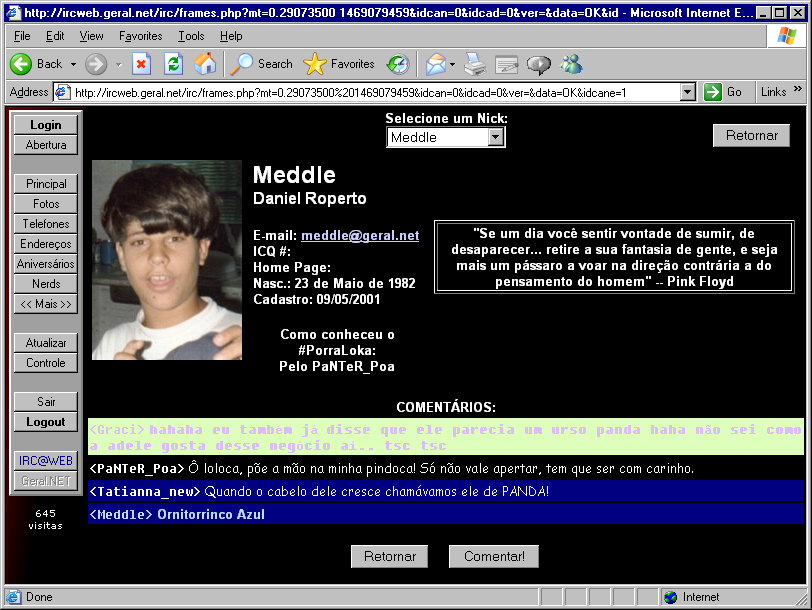 http://ircweb.geral.net/irc/frames.php?mt=0.29073500 1469079459&idcan=0&idcad=0&ver=&data=OK&id - Microsoft Internet E...
File Edit View Favorites Tools Help
Back Search Favorites
Address http://ircweb.geral.net/irc/frames.php?mt=0.29073500%201469079459&idcan=0&idcad=0&ver=&data=OK&idcane=1 Go Links »
Login
Abertura
Principal
Fotos
Telefones
Endereços
Aniversários
Nerds
<< Mais >>
Atualizar
Controle
Sair
Logout
IRC@WEB
Geral NET
645
visitas
Selecione um Nick:
Meddle
Retornar
Meddle
Daniel Roperto
E-mail: meddle@geral.net
ICQ #:
Home Page:
Nasc.: 23 de Maio de 1982
Cadastro: 09/05/2001
"Se um dia você sentir vontade de sumir, de
desaparecer... retire a sua fantasia de gente, e seja
mais um pássaro a voar na direção contrária a do
pensamento do homem" -- Pink Floyd
Como conheceu o
#PorraLoka:
Pelo PaNTeR_Poa
COMENTÁRIOS:
<Graci> hahaha eu também já disse que ele parecia um urso panda haha não sei como
a adele gosta desse negócio aí.. tsc tsc
<PaNTeR_Poa> Ô loloca, põe a mão na minha pindoca! Só não vale apertar, tem que ser com carinho.
<Tatianna_new> Quando o cabelo dele cresce chamávamos ele de PANDA!
<Meddle> Ornitorrinco Azul
Retornar Comentar!
Done Internet